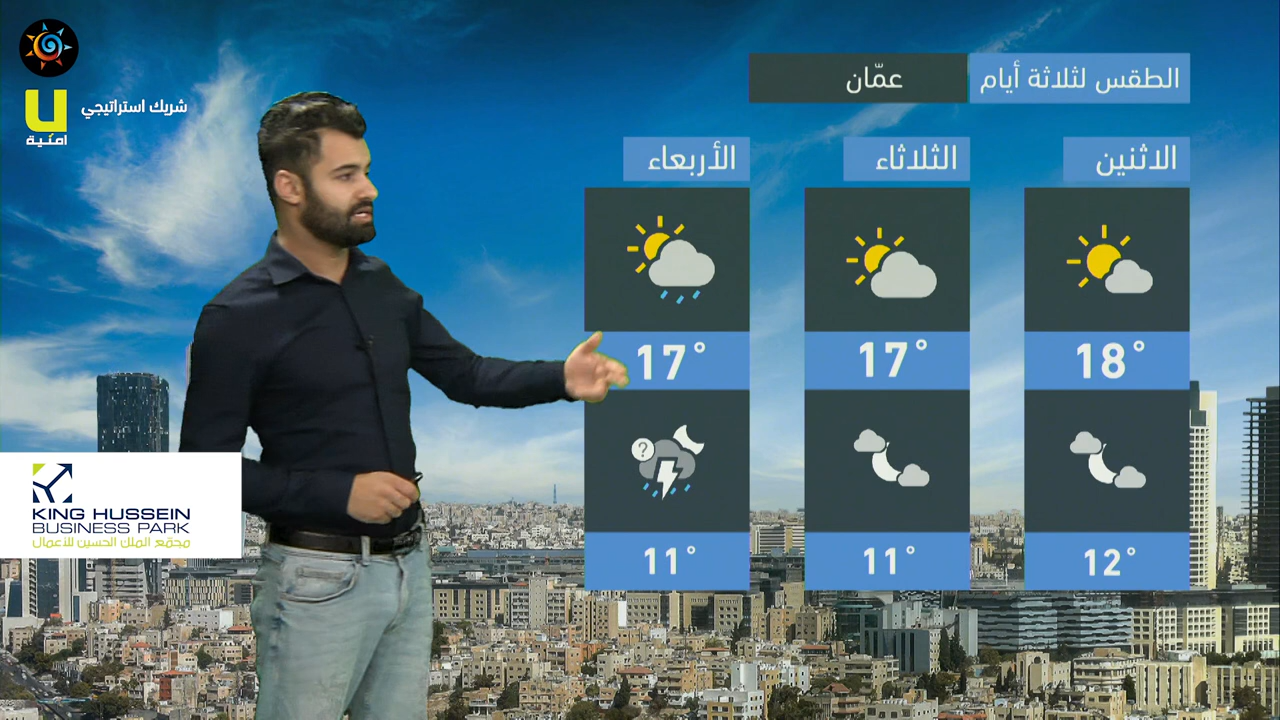 شريك استراتيجي
U
امنية
الطقس لثلاثة أيام
عمّان
الاثنين
الثلاثاء
الأربعاء
18°
17°
17°
?
12°
11°
11°
KING HUSSEIN
BUSINESS PARK
مجمّع الملك الحسين للأعمال